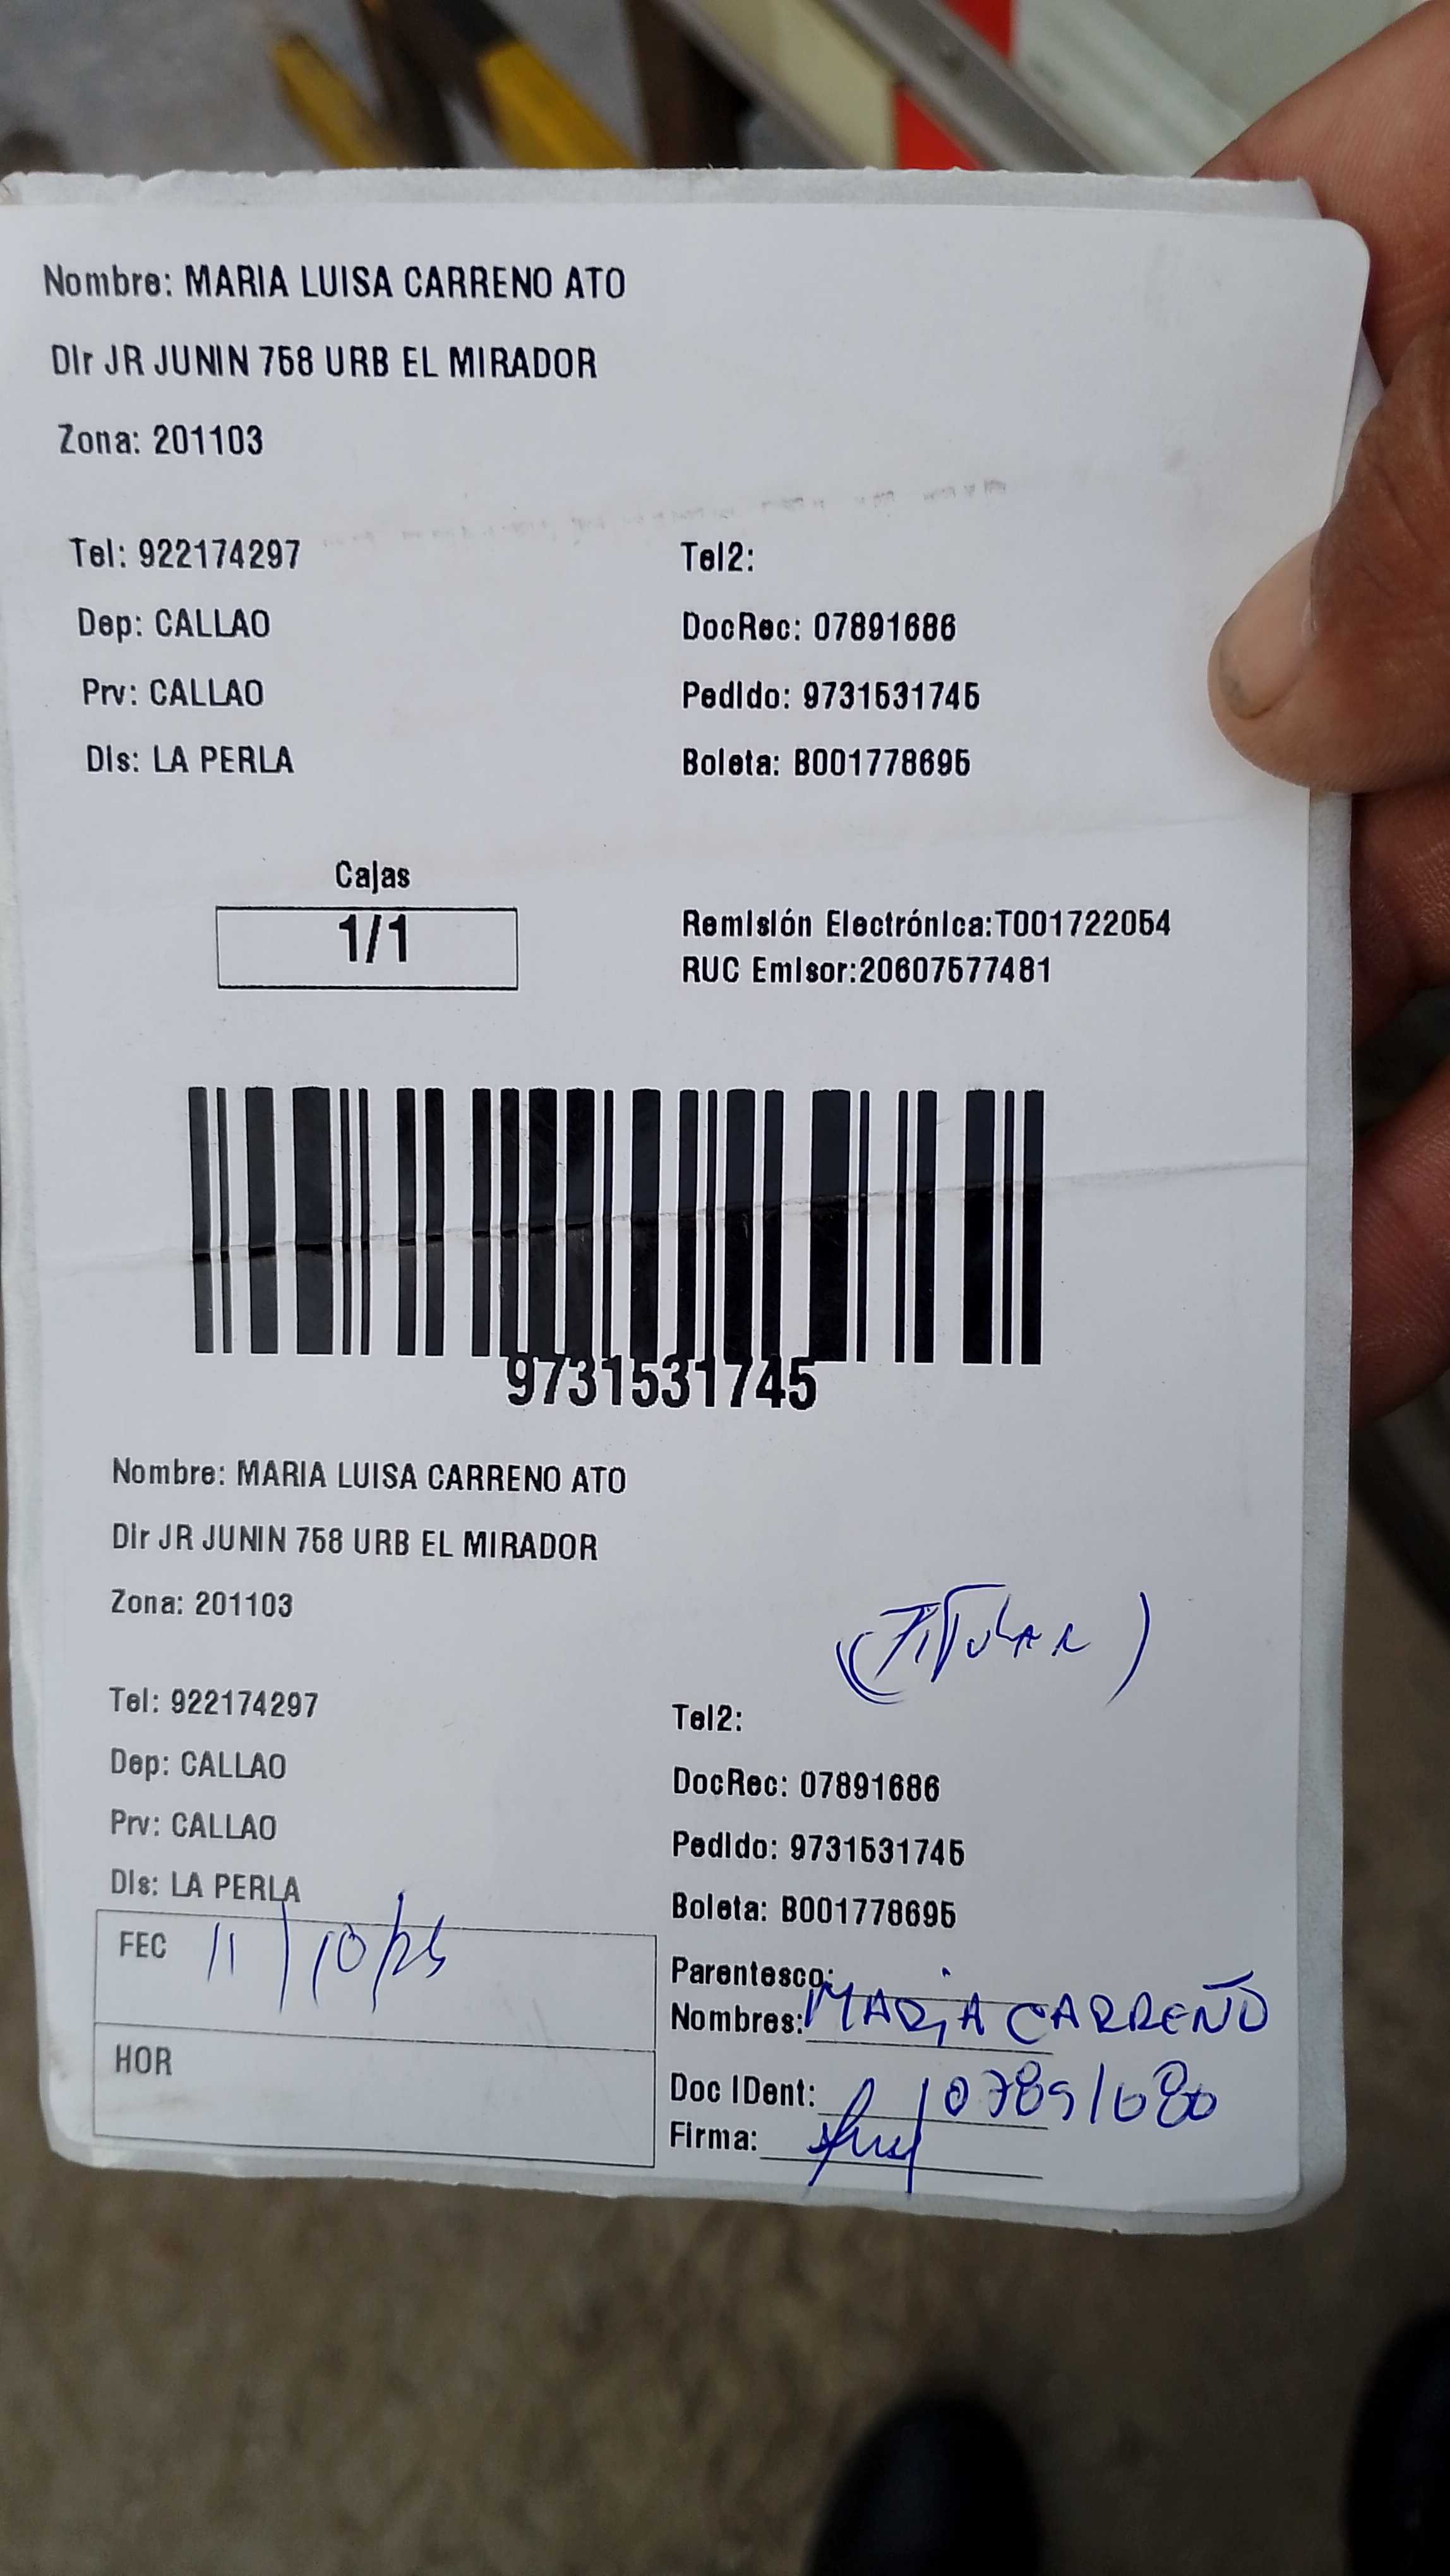 Nombre: MARIA LUISA CARRENO ATO
Dir JR JUNIN 758 URB EL MIRADOR
Zona: 201103
Tel: 922174297 Tel2:
Dep: CALLAO DocRec: 07891686
Prv: CALLAO Pedido: 9731531745
Dis: LA PERLA Boleta: B001778695
Cajas
1/1
Remisión Electrónica:T001722054
RUC Emisor:20607577481
9731531745
Nombre: MARIA LUISA CARRENO ATO
Dir JR JUNIN 758 URB EL MIRADOR
Zona: 201103
(TITULAR)
Tel: 922174297 Tel2:
Dep: CALLAO DocRec: 07891686
Prv: CALLAO Pedido: 9731531745
Dis: LA PERLA Boleta: B001778695
FEC 11/10/25
Parentesco:
Nombres: MARIA CARREÑO
HOR
Doc IDent:
Firma: